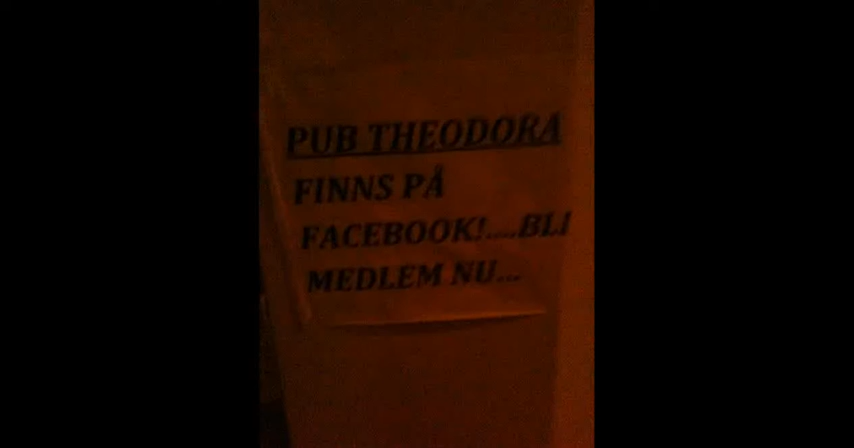 PUB THEODORA
FINNS PÅ
FACEBOOK!....BLI
MEDLEM NU...